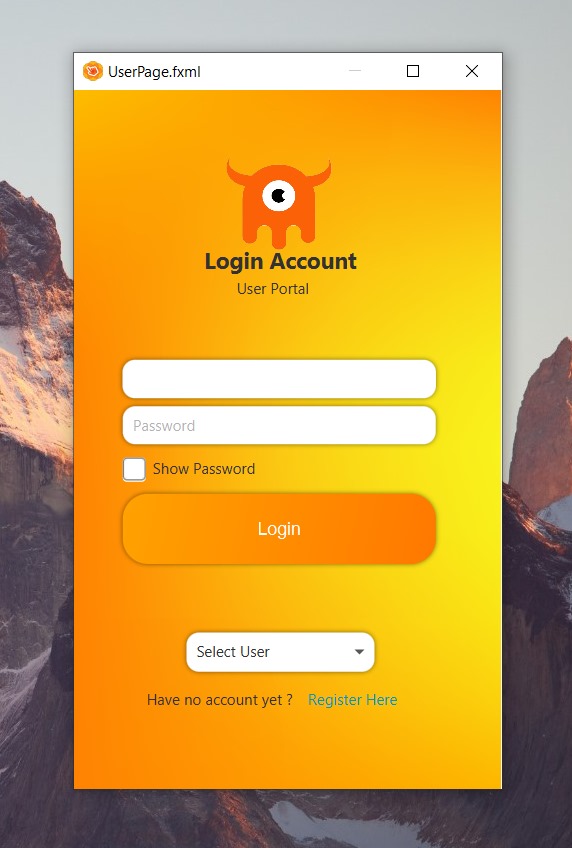 UserPage.fxml
Login Account
User Portal
Password
Show Password
Login
Select User
Have no account yet ? Register Here